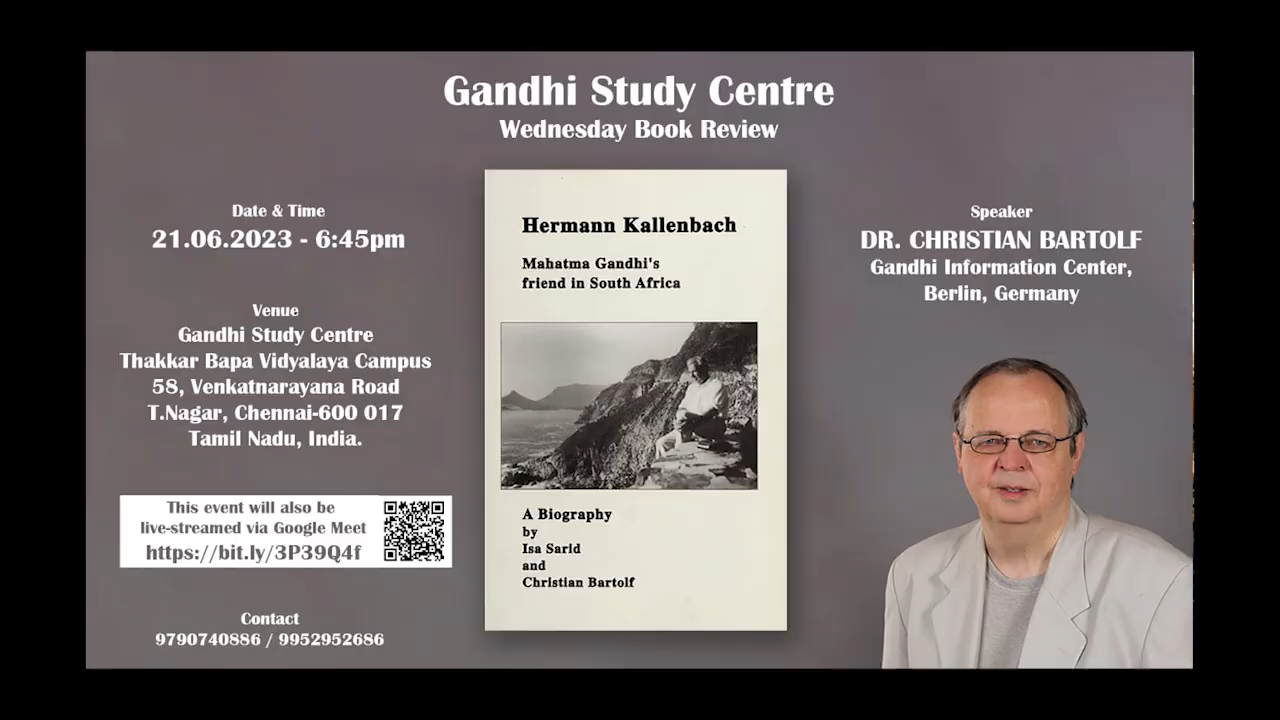 Gandhi Study Centre
Wednesday Book Review
Date & Time
21.06.2023 - 6:45pm
Venue
Gandhi Study Centre
Thakkar Bapa Vidyalaya Campus
58, Venkatnarayana Road
T.Nagar, Chennai-600 017
Tamil Nadu, India.
This event will also be
live-streamed via Google Meet
https://bit.ly/3P39Q4f
Contact
9790740886 / 9952952686
Hermann Kallenbach
Mahatma Gandhi's
friend in South Africa
A Biography
by
Isa Sarid
and
Christian Bartolf
Speaker
DR. CHRISTIAN BARTOLF
Gandhi Information Center,
Berlin, Germany